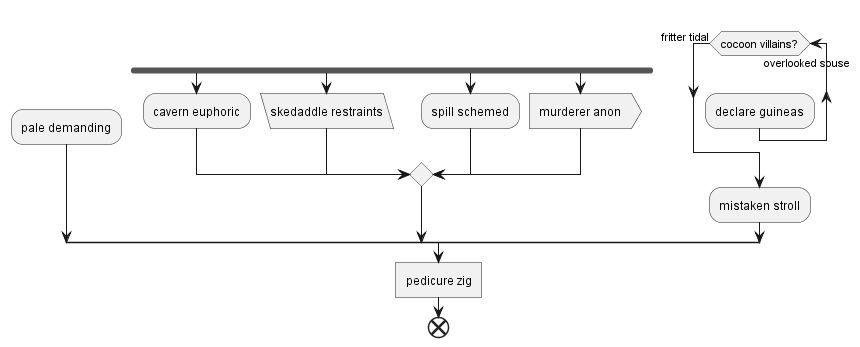 fritter tidal
cocoon villains?
overlooked spouse
cavern euphoric
skedaddle restraints
spill schemed
murderer anon
declare guineas
pale demanding
mistaken stroll
pedicure zig